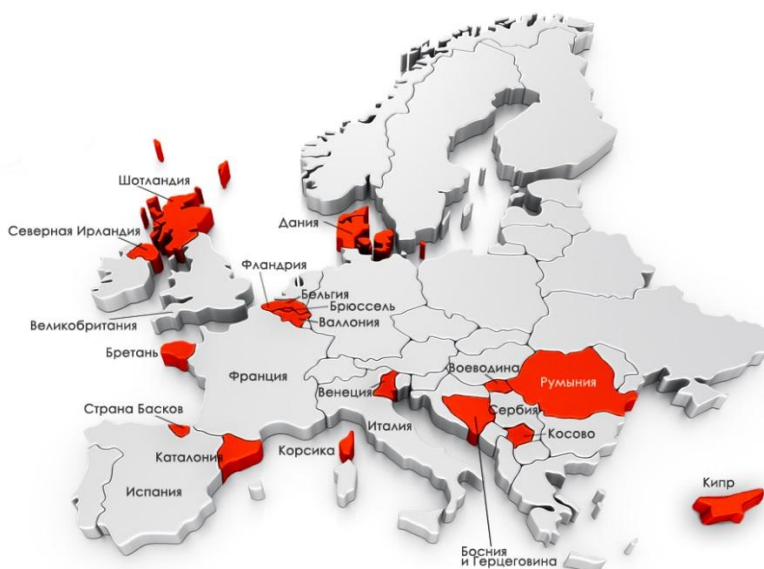 Шотландия
Северная Ирландия
Дания
Фландрия
Бельгия
Брюссель
Валлония
Великобритания
Бретань
Франция
Венеция
Воеводина
Румыния
Страна Басков
Сербия
Италия
Косово
Каталония
Корсика
Испания
Кипр
Босния
и Герцеговина